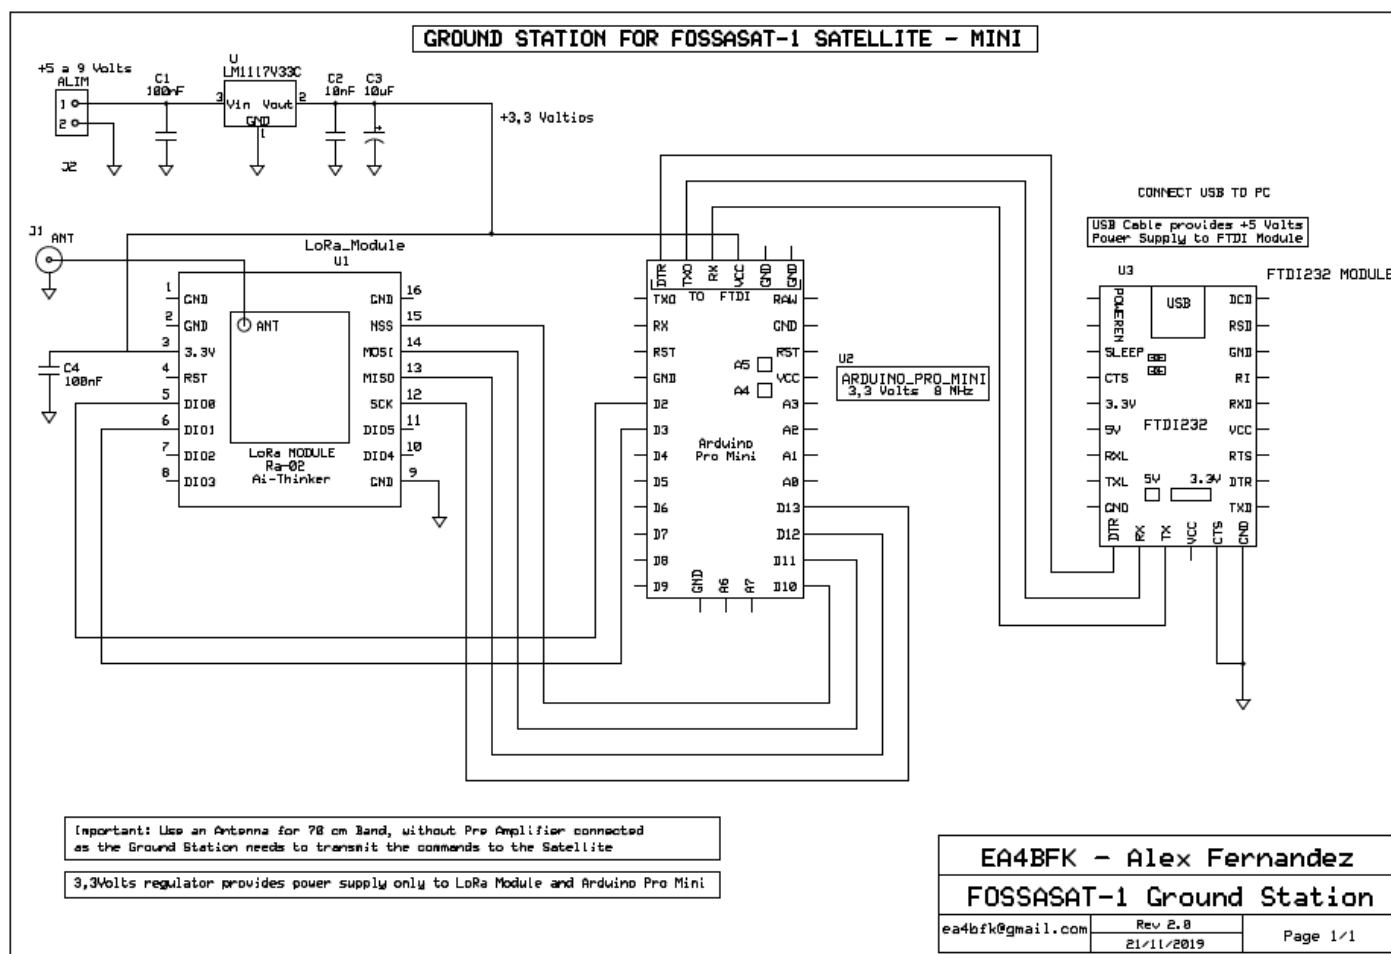 GROUND STATION FOR FOSSASAT-1 SATELLITE - MINI
+5 a 9 Volts
ALIM
1
2
J2
C1
100nF
U
LM1117V33C
3
Vin Vout
2
GND
1
C2
10nF
C3
10uF
+
+3,3 Voltios
J1
ANT
C4
100nF
LoRa_Module
U1
1
GND
2
GND
3
3.3V
4
RST
5
DIO0
6
DIO1
7
DIO2
8
DIO3
GND
16
NSS
15
MOSI
14
MISO
13
SCK
12
DIO5
11
DIO4
10
GND
9
ANT
LoRa MODULE
Ra-02
Ai-Thinker
DTR
TXO
RX
VCC
GND
GND
TO FTDI
TXO
RX
RST
GND
D2
D3
D4
D5
D6
D7
D8
D9
RAW
GND
RST
VCC
A3
A2
A1
A0
D13
D12
D11
D10
A5
A4
Arduino
Pro Mini
GND
A6
A7
U2
ARDUINO_PRO_MINI
3,3 Volts 8 MHz
CONNECT USB TO PC
USB Cable provides +5 Volts
Power Supply to FTDI Module
U3
FTDI232 MODULE
POWEREN
USB
SLEEP
CTS
3.3V
5V
RXL
TXL
GND
DCD
RSD
GND
RI
RXD
VCC
RTS
DTR
TXD
FTDI232
5V
3.3V
DTR
RX
TX
VCC
CTS
GND
Important: Use an Antenna for 70 cm Band, without Pre Amplifier connected
as the Ground Station needs to transmit the commands to the Satellite
3,3Volts regulator provides power supply only to LoRa Module and Arduino Pro Mini
EA4BFK - Alex Fernandez
FOSSASAT-1 Ground Station
ea4bfk@gmail.com
Rev 2.0
21/11/2019
Page 1/1